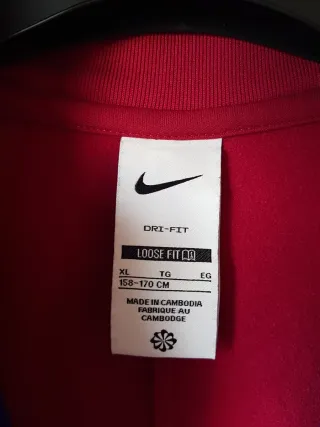 DRI-FIT
LOOSE FIT
XL TG EG
158-170 CM
MADE IN CAMBODIA
FABRIQUE AU
CAMBODGE